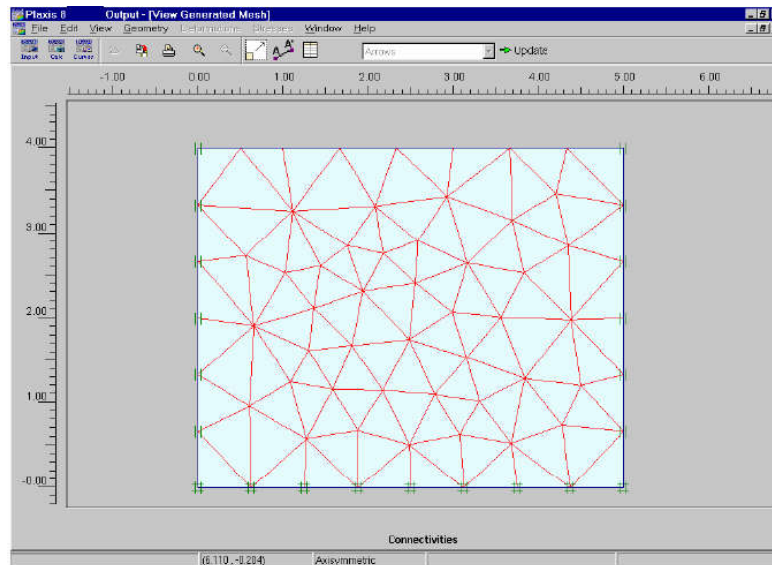 Plaxis 8 Output - [View Generated Mesh]
File Edit View Geometry Deformations Stresses Window Help
Input Calc Curves Arrows Update
-1.00 0.00 1.00 2.00 3.00 4.00 5.00 6.00
4.00
3.00
2.00
1.00
-0.00
Connectivities
(6.110, -0.204) Axisymmetric